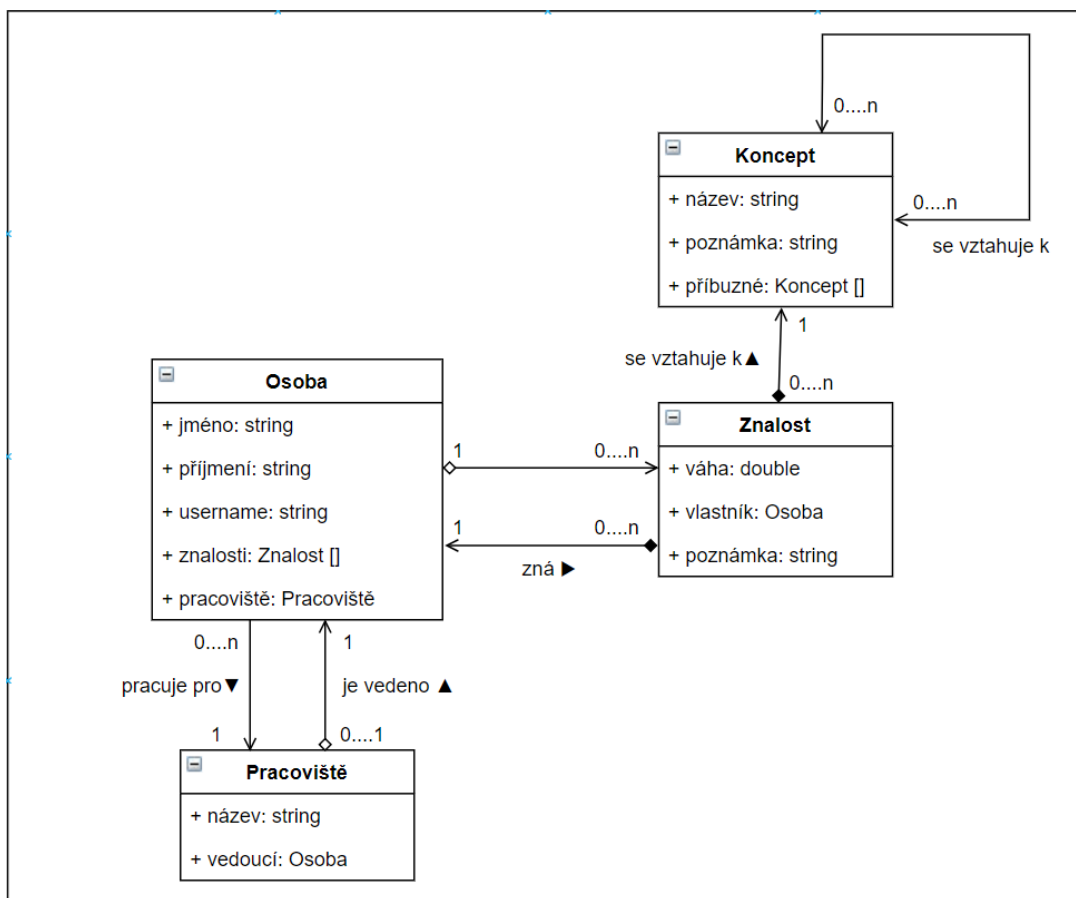 0....n
Koncept
+ název: string
0....n
+ poznámka: string
se vztahuje k
+ příbuzné: Koncept []
1
se vztahuje k▲
0....n
Osoba
+ jméno: string
+ příjmení: string
+ username: string
+ znalosti: Znalost []
+ pracoviště: Pracoviště
1
0....n
1
0....n
zná ►
Znalost
+ váha: double
+ vlastník: Osoba
+ poznámka: string
0....n
1
pracuje pro▼
je vedeno ▲
1
0....1
Pracoviště
+ název: string
+ vedoucí: Osoba